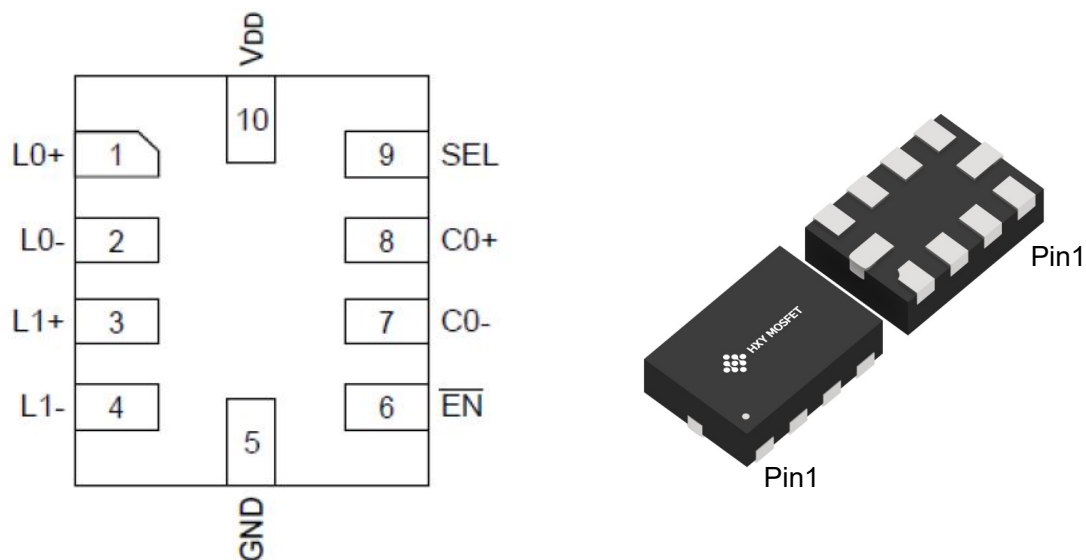 VDD
10
L0+ 1 9 SEL
L0- 2 8 C0+
L1+ 3 7 C0-
L1- 4 6 E̅N̅
5
GND
Pin1
HXY MOSFET
Pin1